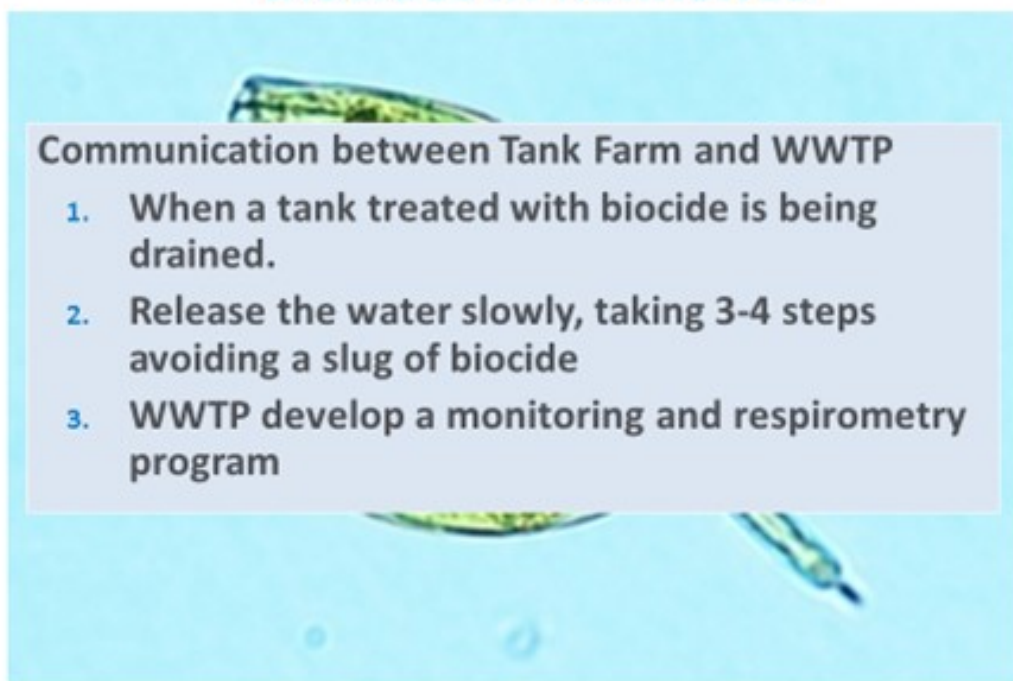 Communication between Tank Farm and WWTP
1. When a tank treated with biocide is being
drained.
2. Release the water slowly, taking 3-4 steps
avoiding a slug of biocide
3. WWTP develop a monitoring and respirometry
program